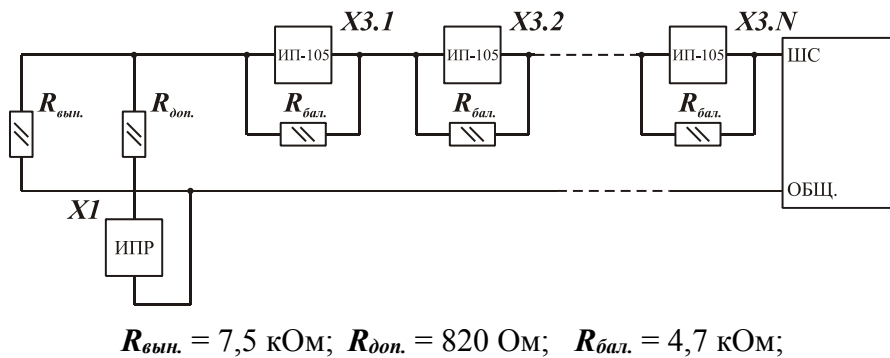 X3.1 X3.2 X3.N
ИП-105 ИП-105 ИП-105 ШС
Rвын. Rдоп. Rбал. Rбал. Rбал.
X1 ОБЩ.
ИПР
Rвын. = 7,5 кОм; Rдоп. = 820 Ом; Rбал. = 4,7 кОм;